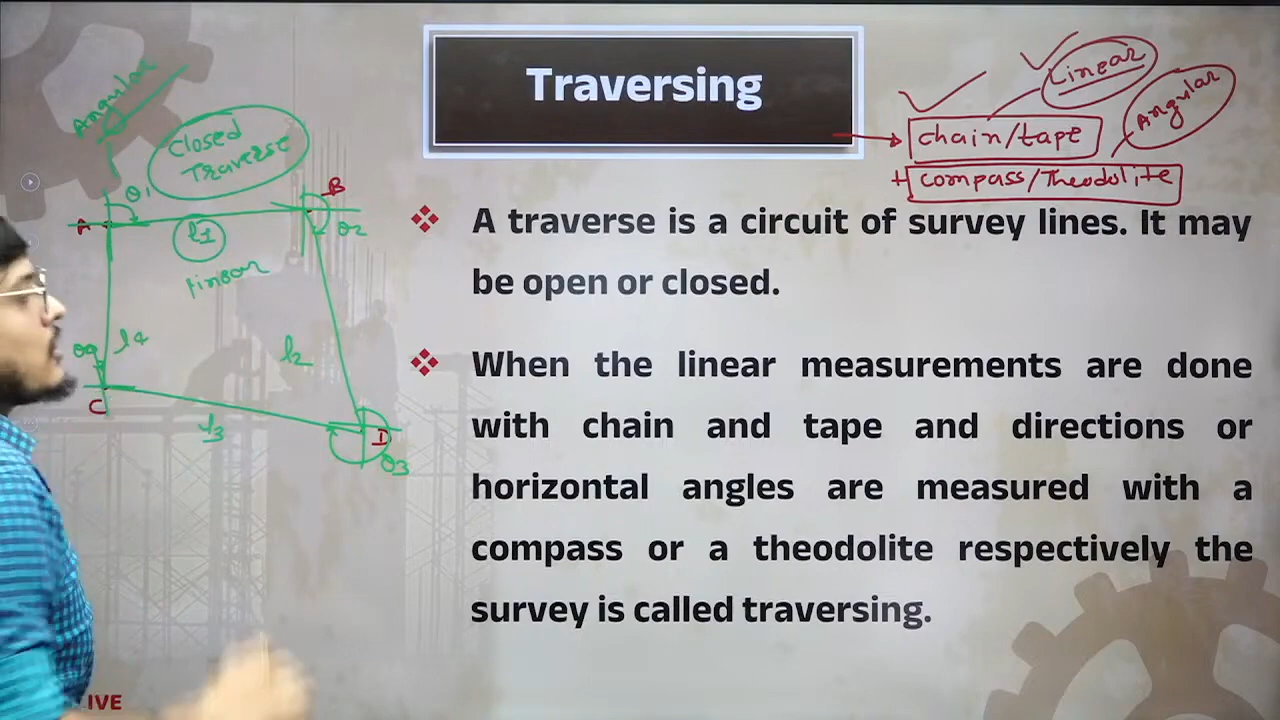 Traversing
Linear
Angular
chain/tape
+ compass/Theodolite
❖ A traverse is a circuit of survey lines. It may
be open or closed.
❖ When the linear measurements are done
with chain and tape and directions or
horizontal angles are measured with a
compass or a theodolite respectively the
survey is called traversing.
Angular
Closed
Traverse
θ1
B
A
l1
θ2
Linear
θ4
l4
l2
C
l3
D
θ3
IVE